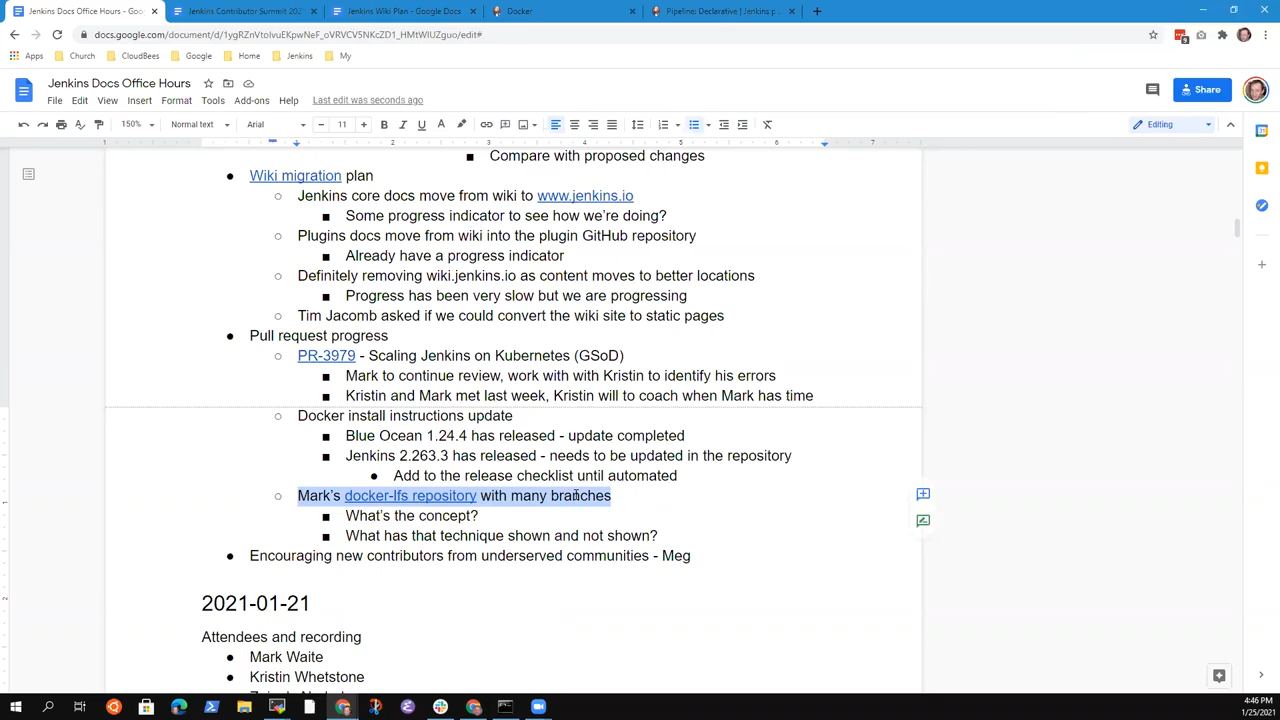 Jenkins Docs Office Hours - Goo
Jenkins Contributor Summit 202
Jenkins Wiki Plan - Google Docs
Docker
Pipeline: Declarative | Jenkins p
docs.google.com/document/d/1ygRZnVtoIvuEKpwNeF_oVRVCV5NKcZD1_HMtWIUZguo/edit#
Apps
Church
CloudBees
Google
Home
Jenkins
My
Jenkins Docs Office Hours
File Edit View Insert Format Tools Add-ons Help Last edit was seconds ago
Share
150% Normal text Arial 11 Editing
1 1 2 3 4 5 6 7
■ Compare with proposed changes
● Wiki migration plan
○ Jenkins core docs move from wiki to www.jenkins.io
■ Some progress indicator to see how we're doing?
○ Plugins docs move from wiki into the plugin GitHub repository
■ Already have a progress indicator
○ Definitely removing wiki.jenkins.io as content moves to better locations
■ Progress has been very slow but we are progressing
○ Tim Jacomb asked if we could convert the wiki site to static pages
● Pull request progress
○ PR-3979 - Scaling Jenkins on Kubernetes (GSoD)
■ Mark to continue review, work with with Kristin to identify his errors
■ Kristin and Mark met last week, Kristin will to coach when Mark has time
○ Docker install instructions update
■ Blue Ocean 1.24.4 has released - update completed
■ Jenkins 2.263.3 has released - needs to be updated in the repository
● Add to the release checklist until automated
○ Mark's docker-lfs repository with many branches
■ What's the concept?
■ What has that technique shown and not shown?
● Encouraging new contributors from underserved communities - Meg
2021-01-21
Attendees and recording
● Mark Waite
● Kristin Whetstone
4:46 PM
1/25/2021